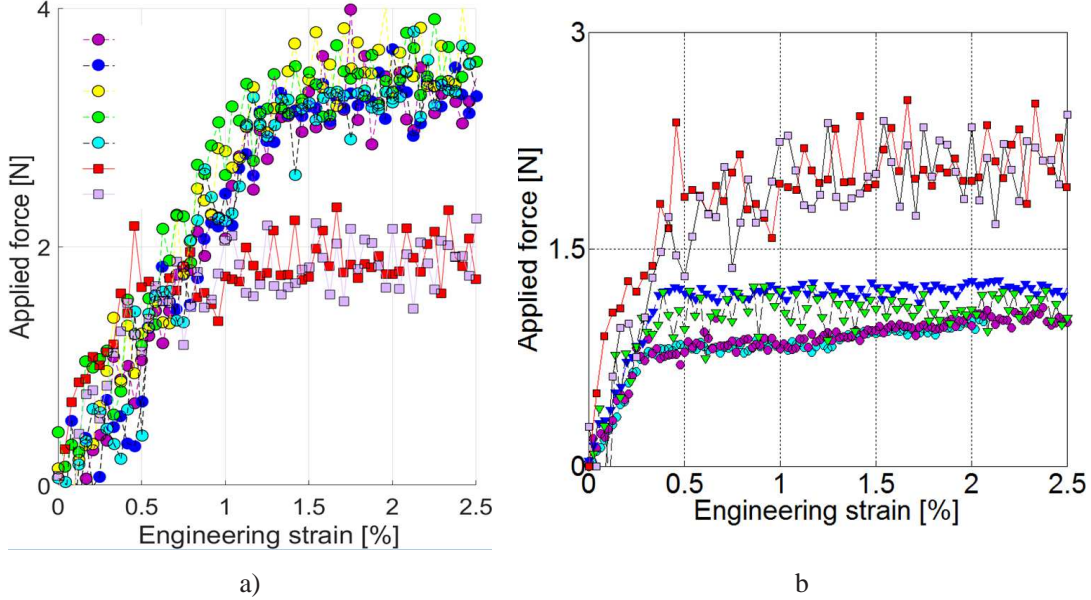 4
2
0
Applied force [N]
0 0.5 1 1.5 2 2.5
Engineering strain [%]
a)
3
1.5
0
Applied force [N]
0 0.5 1 1.5 2 2.5
Engineering strain [%]
b